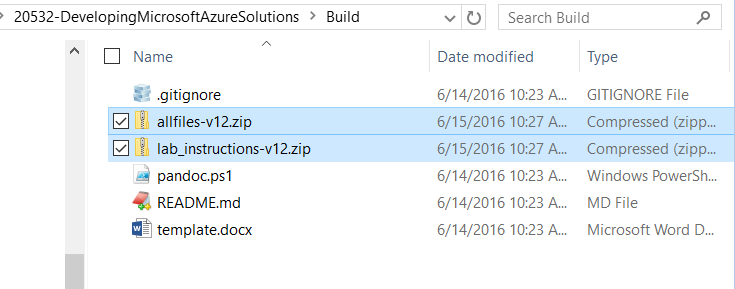 20532-DevelopingMicrosoftAzureSolutions Build Search Build
Name Date modified Type
.gitignore 6/14/2016 10:23 A... GITIGNORE File
allfiles-v12.zip 6/15/2016 10:27 A... Compressed (zipp...
lab_instructions-v12.zip 6/15/2016 10:27 A... Compressed (zipp...
pandoc.ps1 6/14/2016 10:23 A... Windows PowerSh...
README.md 6/14/2016 10:23 A... MD File
template.docx 6/14/2016 10:23 A... Microsoft Word D...